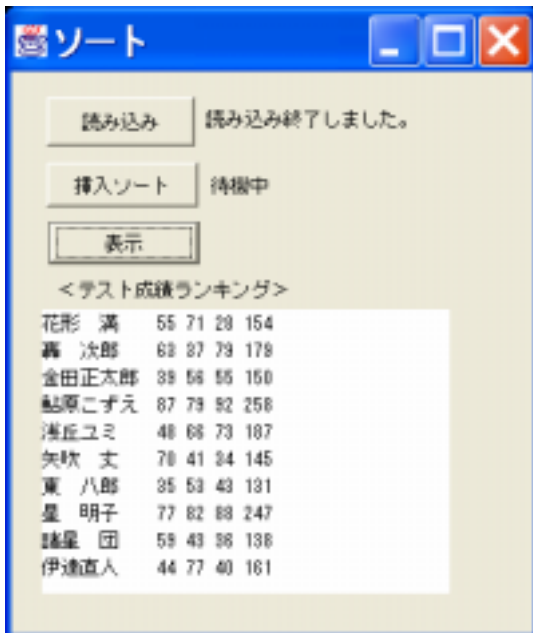 ソート
読み込み 読み込み終了しました。
挿入ソート 待機中
表示
<テスト成績ランキング>
花形 満 55 71 28 154
轟 次郎 63 37 79 179
金田正太郎 39 56 55 150
鮎原こずえ 87 79 92 258
浅丘ユミ 48 66 73 187
矢吹 丈 70 41 34 145
東 八郎 35 53 43 131
星 明子 77 82 88 247
諸星 団 59 43 36 138
伊達直人 44 77 40 161